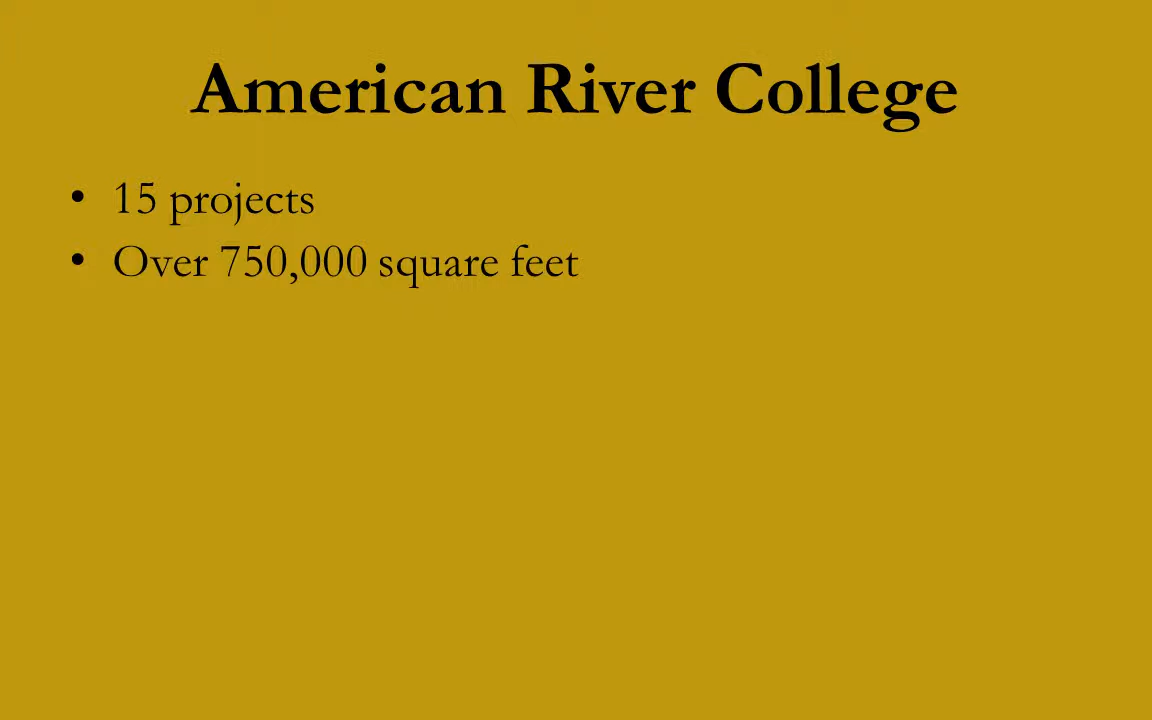 American River College
• 15 projects
• Over 750,000 square feet